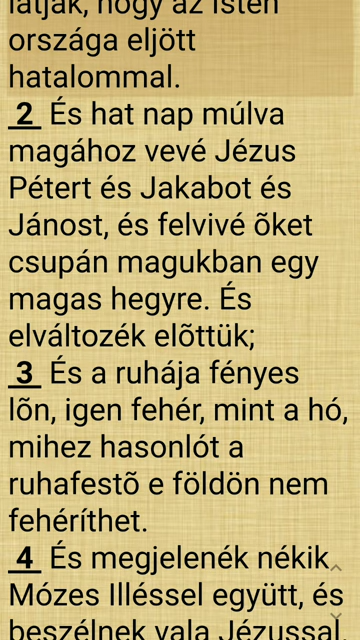 látják, hogy az Isten
országa eljött
hatalommal.
2 És hat nap múlva
magához vevé Jézus
Pétert és Jakabot és
Jánost, és felvivé õket
csupán magukban egy
magas hegyre. És
elváltozék elõttük;
3 És a ruhája fényes
lõn, igen fehér, mint a hó,
mihez hasonlót a
ruhafestõ e földön nem
fehéríthet.
4 És megjelenék nékik
Mózes Illéssel együtt, és
beszélnek vala Jézussal.